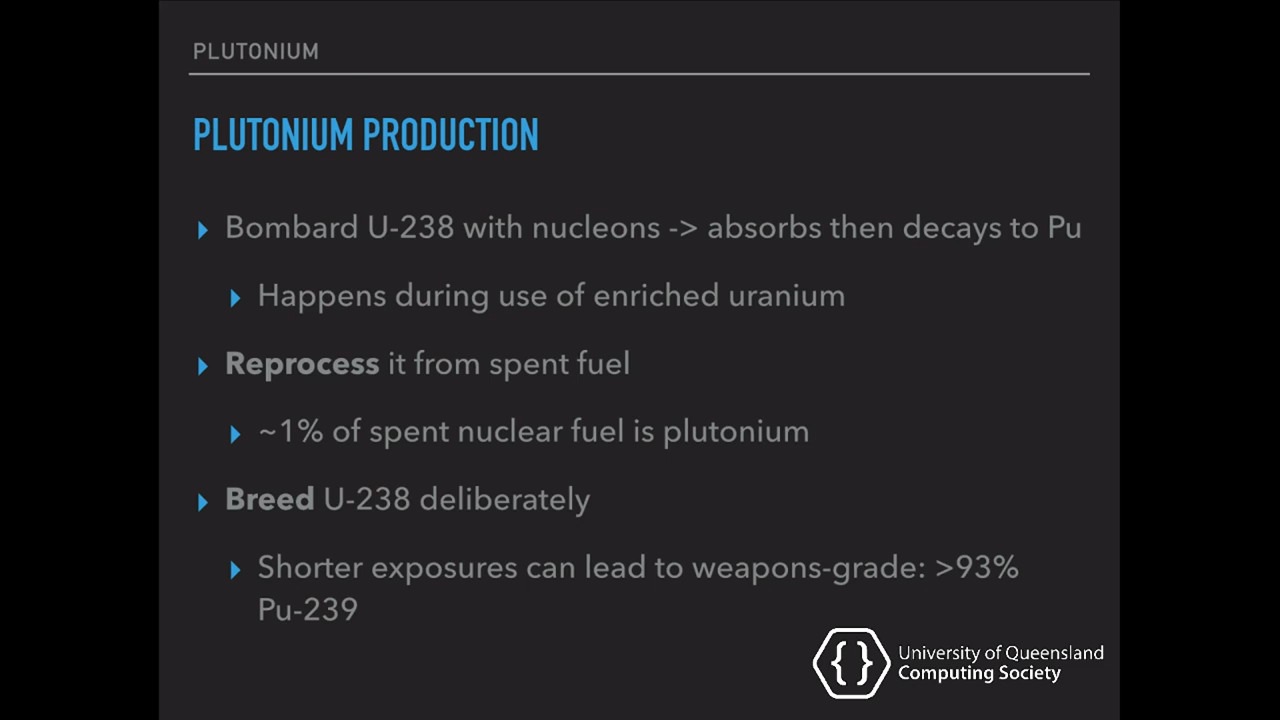 PLUTONIUM
PLUTONIUM PRODUCTION
Bombard U-238 with nucleons -> absorbs then decays to Pu
Happens during use of enriched uranium
Reprocess it from spent fuel
~1% of spent nuclear fuel is plutonium
Breed U-238 deliberately
Shorter exposures can lead to weapons-grade: >93%
Pu-239
{} University of Queensland
Computing Society